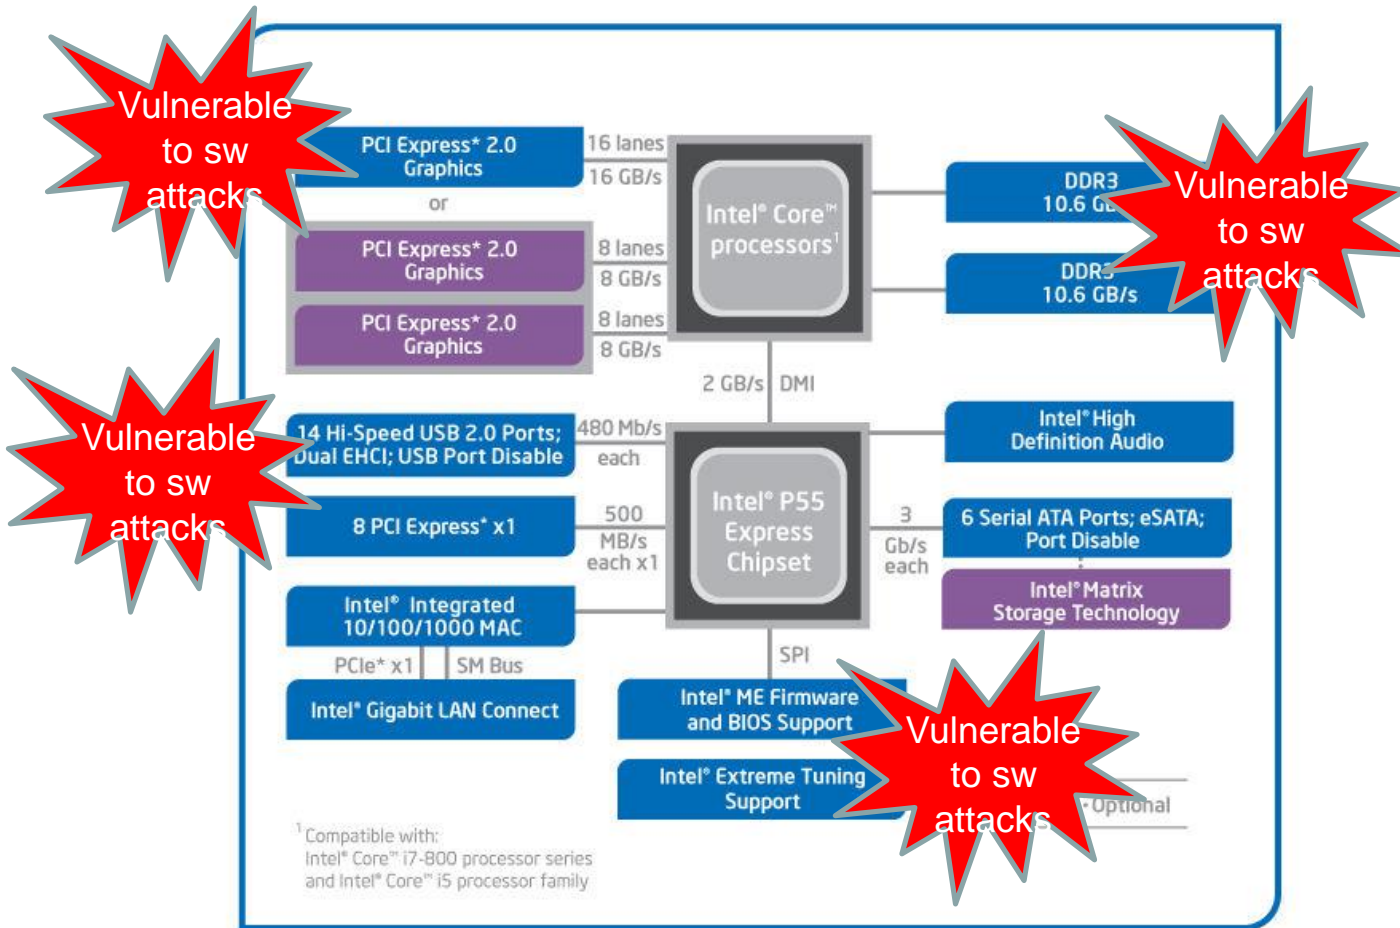 Vulnerable
to sw
attacks
PCI Express* 2.0
Graphics
16 lanes
16 GB/s
or
PCI Express* 2.0
Graphics
8 lanes
8 GB/s
PCI Express* 2.0
Graphics
8 lanes
8 GB/s
Intel® Core™
processors¹
DDR3
10.6
Vulnerable
to sw
attacks
DDR3
10.6 GB/s
2 GB/s
DMI
Vulnerable
to sw
attacks
14 Hi-Speed USB 2.0 Ports;
Dual EHCI; USB Port Disable
480 Mb/s
each
8 PCI Express* x1
500
MB/s
each x1
Intel® Integrated
10/100/1000 MAC
PCIe* x1
SM Bus
Intel® Gigabit LAN Connect
Intel® P55
Express
Chipset
Intel® High
Definition Audio
3
Gb/s
each
6 Serial ATA Ports; eSATA;
Port Disable
Intel® Matrix
Storage Technology
SPI
Intel® ME Firmware
and BIOS Support
Intel® Extreme Tuning
Support
Vulnerable
to sw
attacks
Optional
¹ Compatible with:
Intel® Core™ i7-800 processor series
and Intel® Core™ i5 processor family